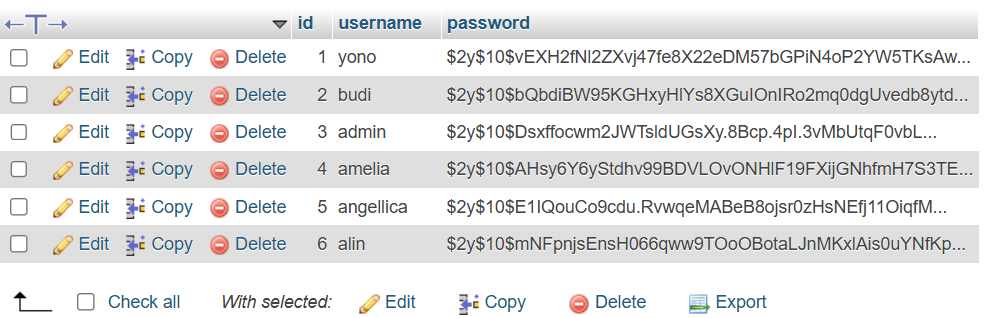 id username password
Edit Copy Delete 1 yono $2y$10$vEXH2fNl2ZXvj47fe8X22eDM57bGPiN4oP2YW5TKsAw...
Edit Copy Delete 2 budi $2y$10$bQbdiBW95KGHxyHlYs8XGuIOnIRo2mq0dgUvedb8ytd...
Edit Copy Delete 3 admin $2y$10$Dsxffocwm2JWTsldUGsXy.8Bcp.4pI.3vMbUtqF0vbL...
Edit Copy Delete 4 amelia $2y$10$AHsy6Y6yStdhv99BDVLOvONHlF19FXijGNhfmH7S3TE...
Edit Copy Delete 5 angellica $2y$10$E1IQouCo9cdu.RvwqeMABeB8ojsr0zHsNEfj11OiqfM...
Edit Copy Delete 6 alin $2y$10$mNFpnjsEnsH066qww9TOoOBotaLJnMKxlAis0uYNfKp...
Check all With selected: Edit Copy Delete Export